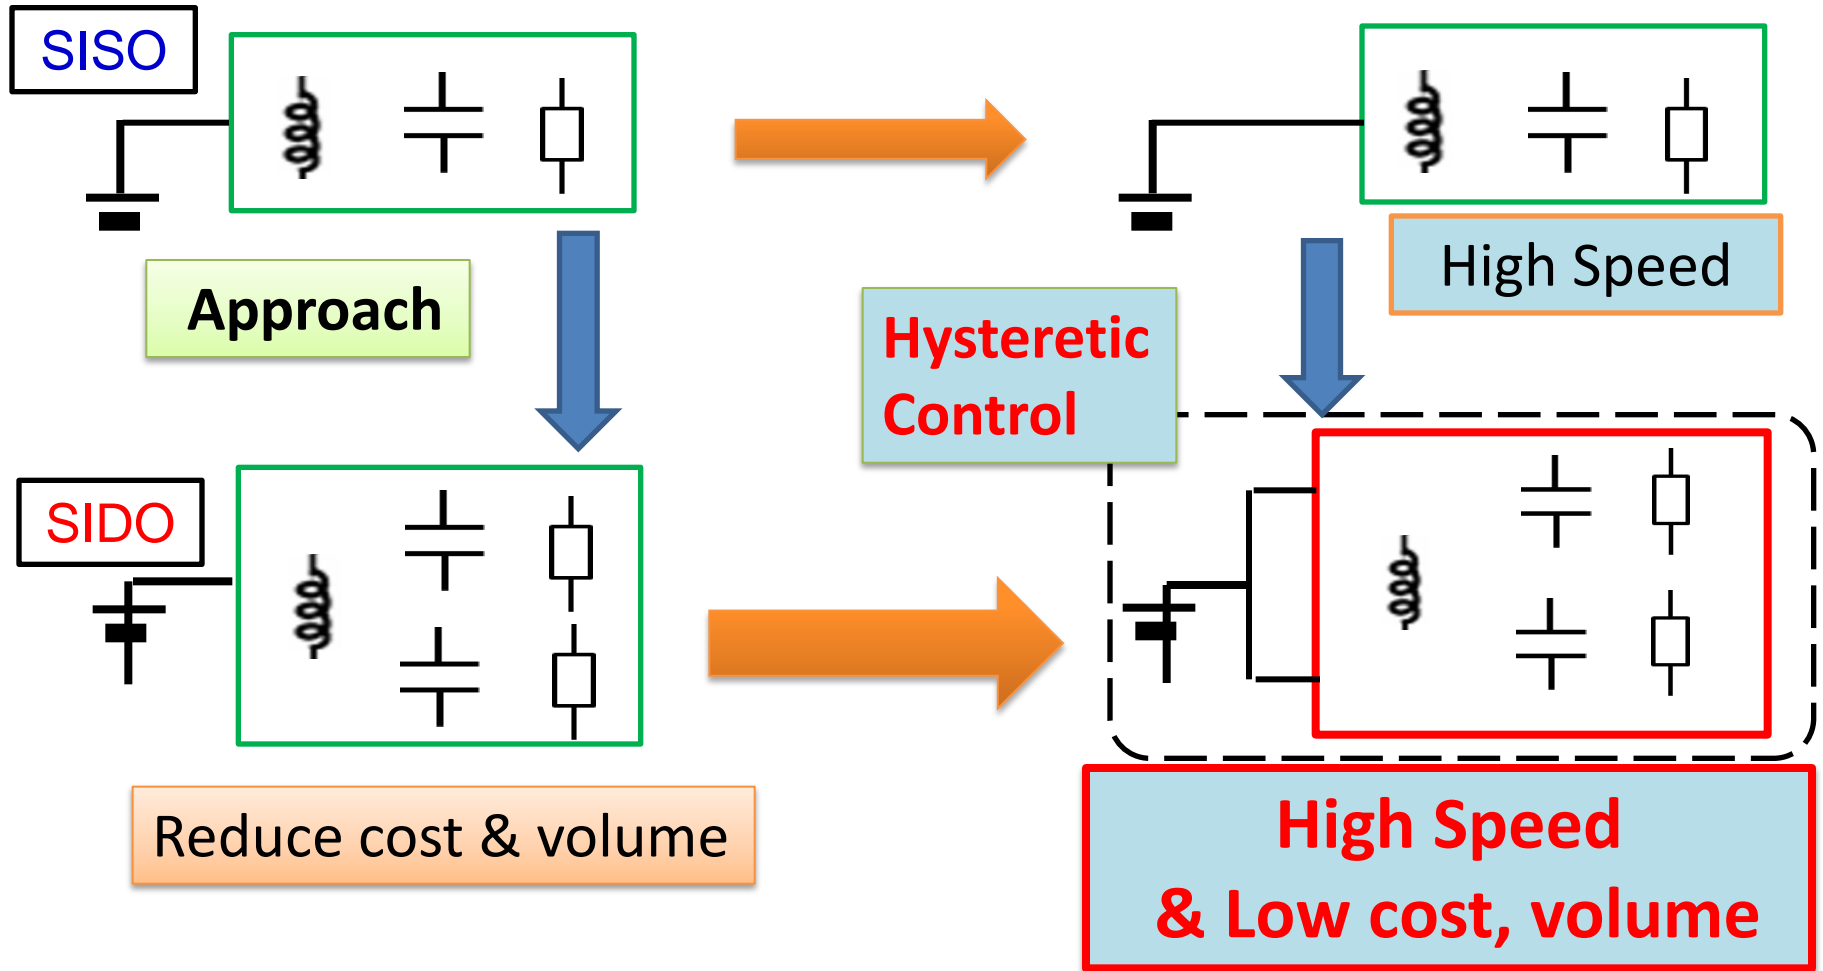 SISO
High Speed
Approach
Hysteretic
Control
SIDO
Reduce cost & volume
High Speed
& Low cost, volume